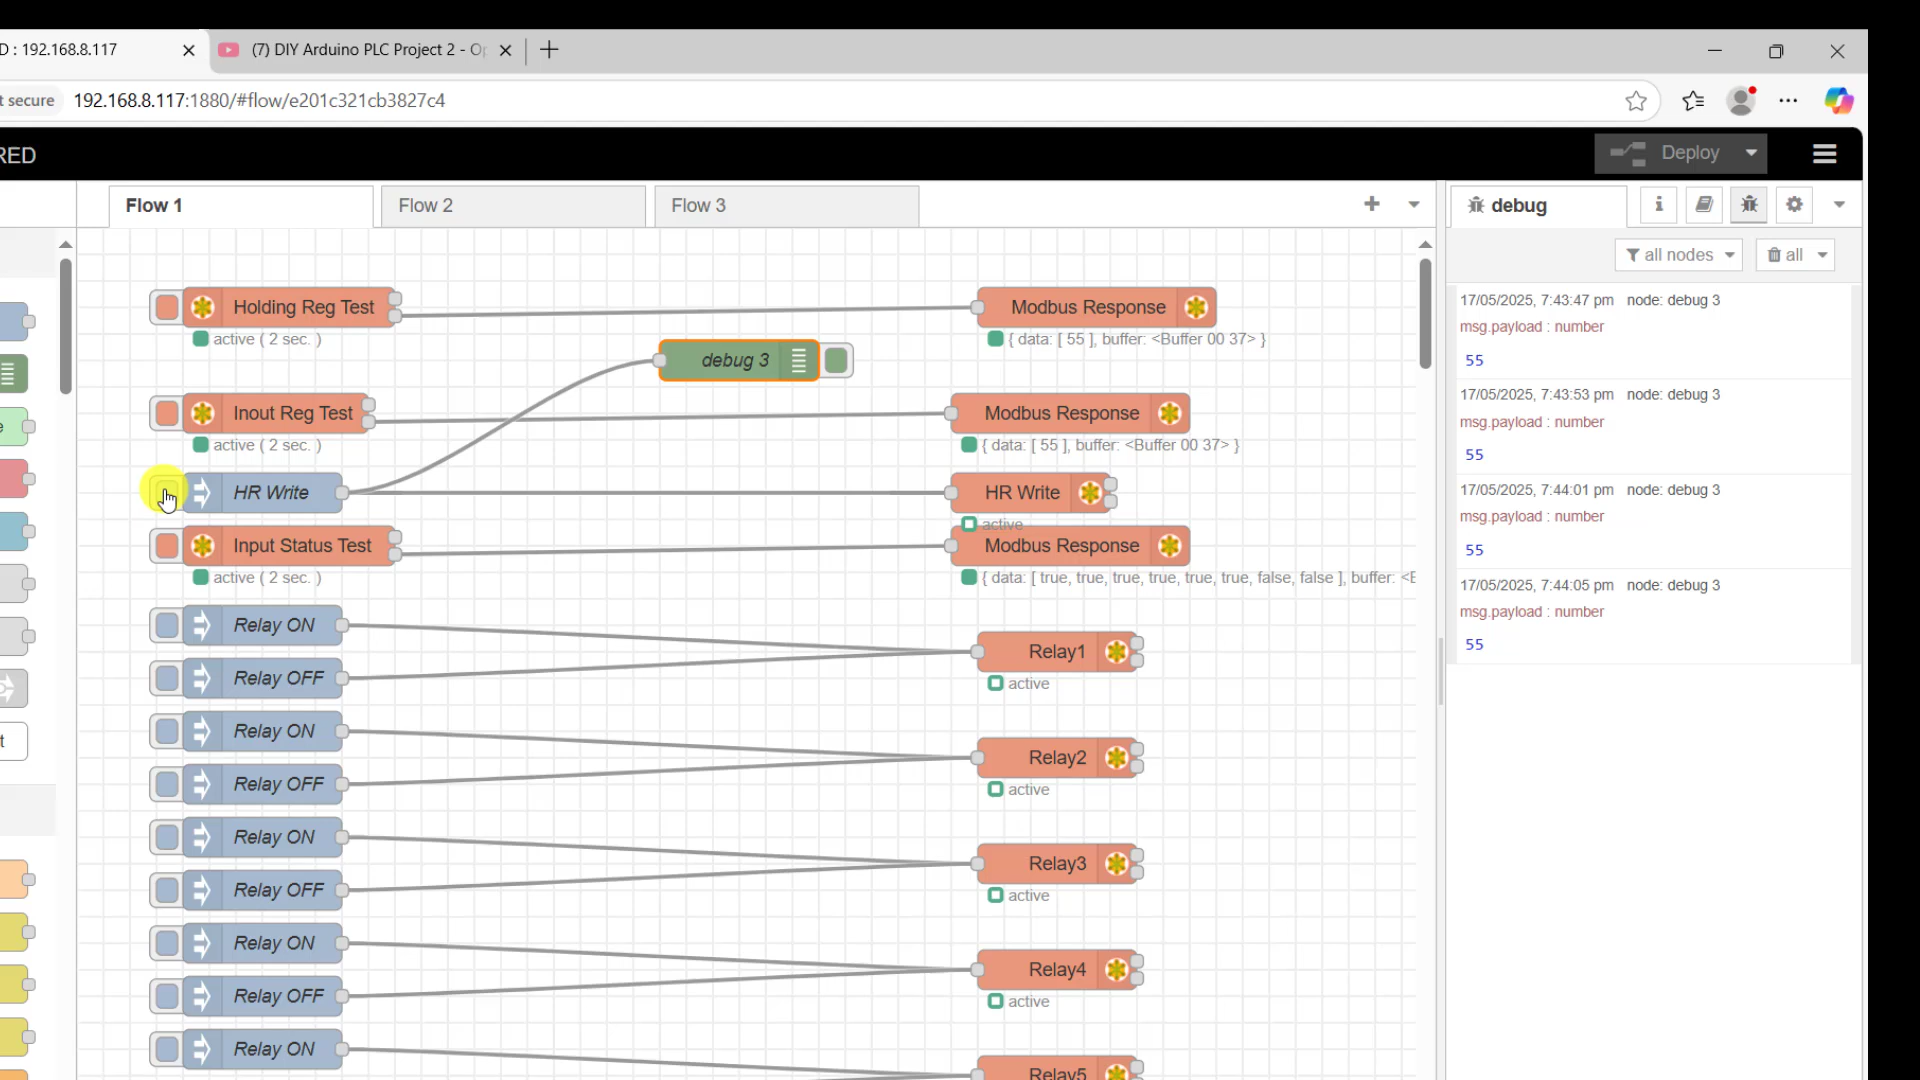 D : 192.168.8.117
(7) DIY Arduino PLC Project 2 - Op
t secure
192.168.8.117:1880/#flow/e201c321cb3827c4
RED
Deploy
Flow 1
Flow 2
Flow 3
debug
all nodes
all
Holding Reg Test
active ( 2 sec. )
Modbus Response
{ data: [ 55 ], buffer: <Buffer 00 37> }
debug 3
Inout Reg Test
active ( 2 sec. )
Modbus Response
{ data: [ 55 ], buffer: <Buffer 00 37> }
HR Write
HR Write
active
Input Status Test
active ( 2 sec. )
Modbus Response
{ data: [ true, true, true, true, true, true, false, false ], buffer: <E
Relay ON
Relay OFF
Relay1
active
Relay ON
Relay OFF
Relay2
active
Relay ON
Relay OFF
Relay3
active
Relay ON
Relay OFF
Relay4
active
Relay ON
Relay5
e
t
17/05/2025, 7:43:47 pm node: debug 3
msg.payload : number
55
17/05/2025, 7:43:53 pm node: debug 3
msg.payload : number
55
17/05/2025, 7:44:01 pm node: debug 3
msg.payload : number
55
17/05/2025, 7:44:05 pm node: debug 3
msg.payload : number
55